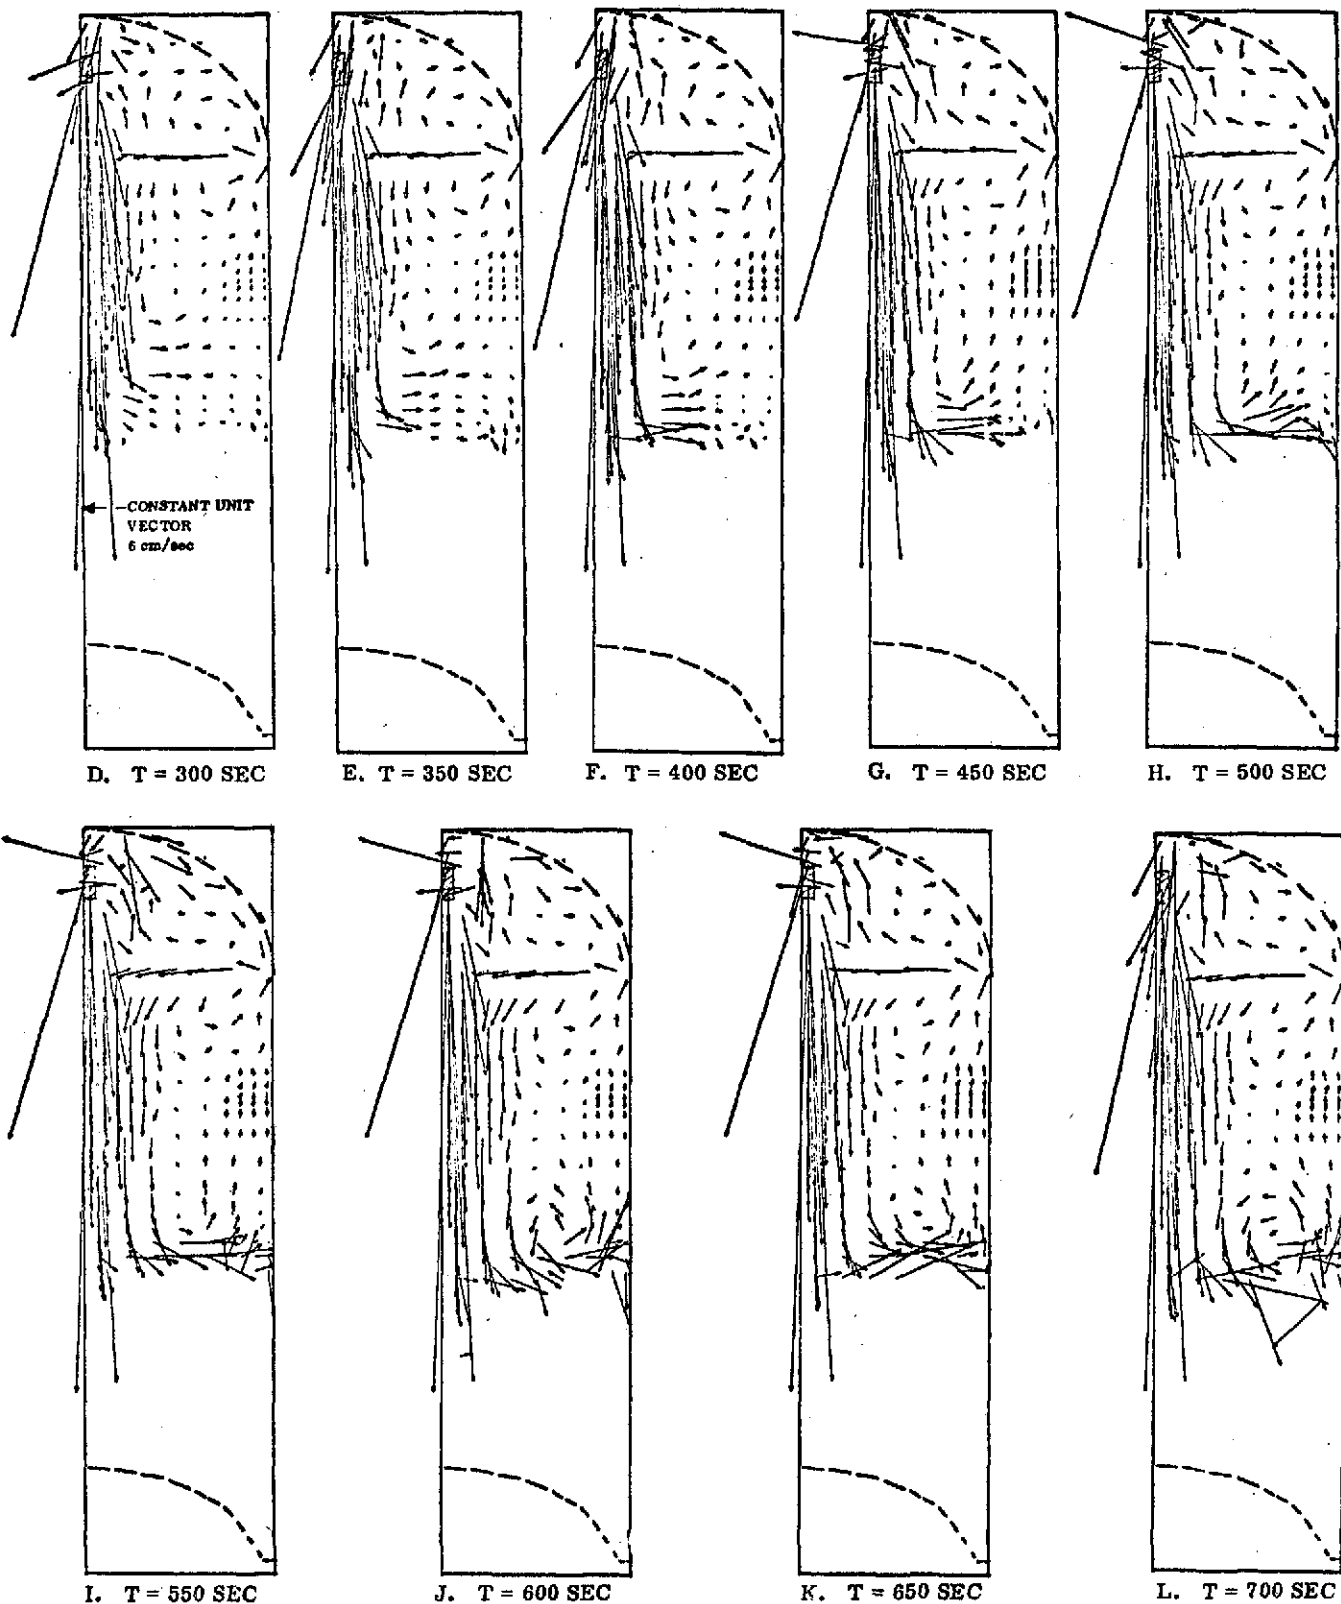 CONSTANT UNIT
VECTOR
6 cm/sec
D. T = 300 SEC
E. T = 350 SEC
F. T = 400 SEC
G. T = 450 SEC
H. T = 500 SEC
I. T = 550 SEC
J. T = 600 SEC
K. T = 650 SEC
L. T = 700 SEC